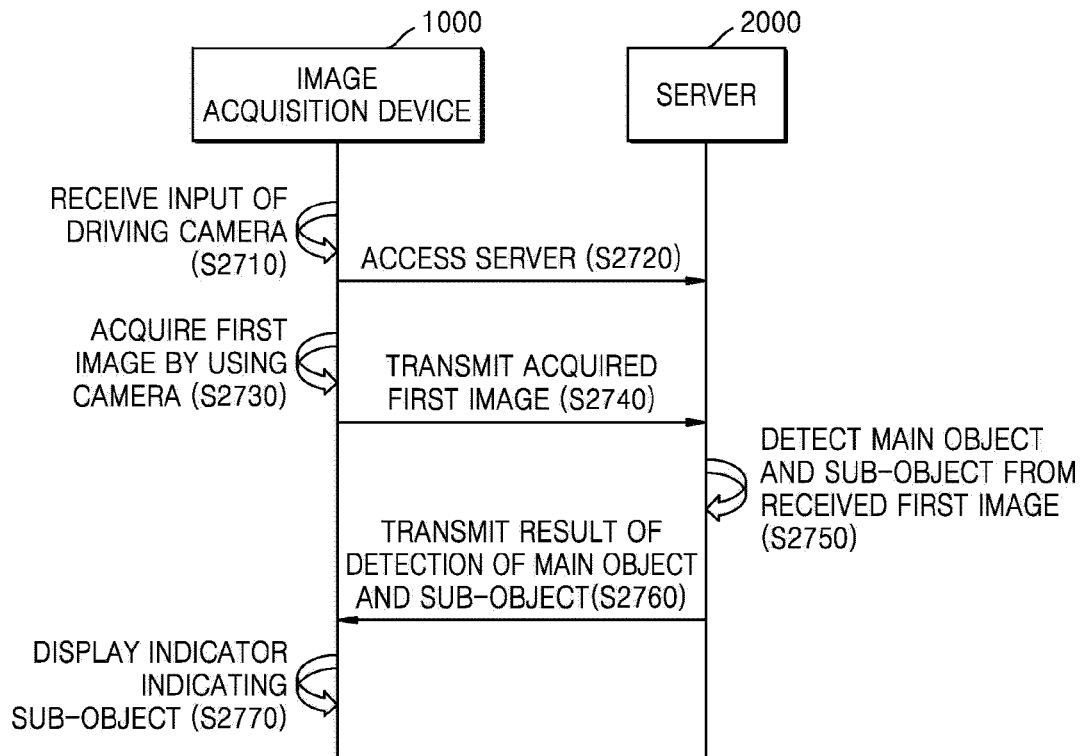 1000
2000
IMAGE
ACQUISITION DEVICE
SERVER
RECEIVE INPUT OF
DRIVING CAMERA
(S2710)
ACCESS SERVER (S2720)
ACQUIRE FIRST
IMAGE BY USING
CAMERA (S2730)
TRANSMIT ACQUIRED
FIRST IMAGE (S2740)
DETECT MAIN OBJECT
AND SUB-OBJECT FROM
RECEIVED FIRST IMAGE
(S2750)
TRANSMIT RESULT OF
DETECTION OF MAIN OBJECT
AND SUB-OBJECT(S2760)
DISPLAY INDICATOR
INDICATING
SUB-OBJECT (S2770)